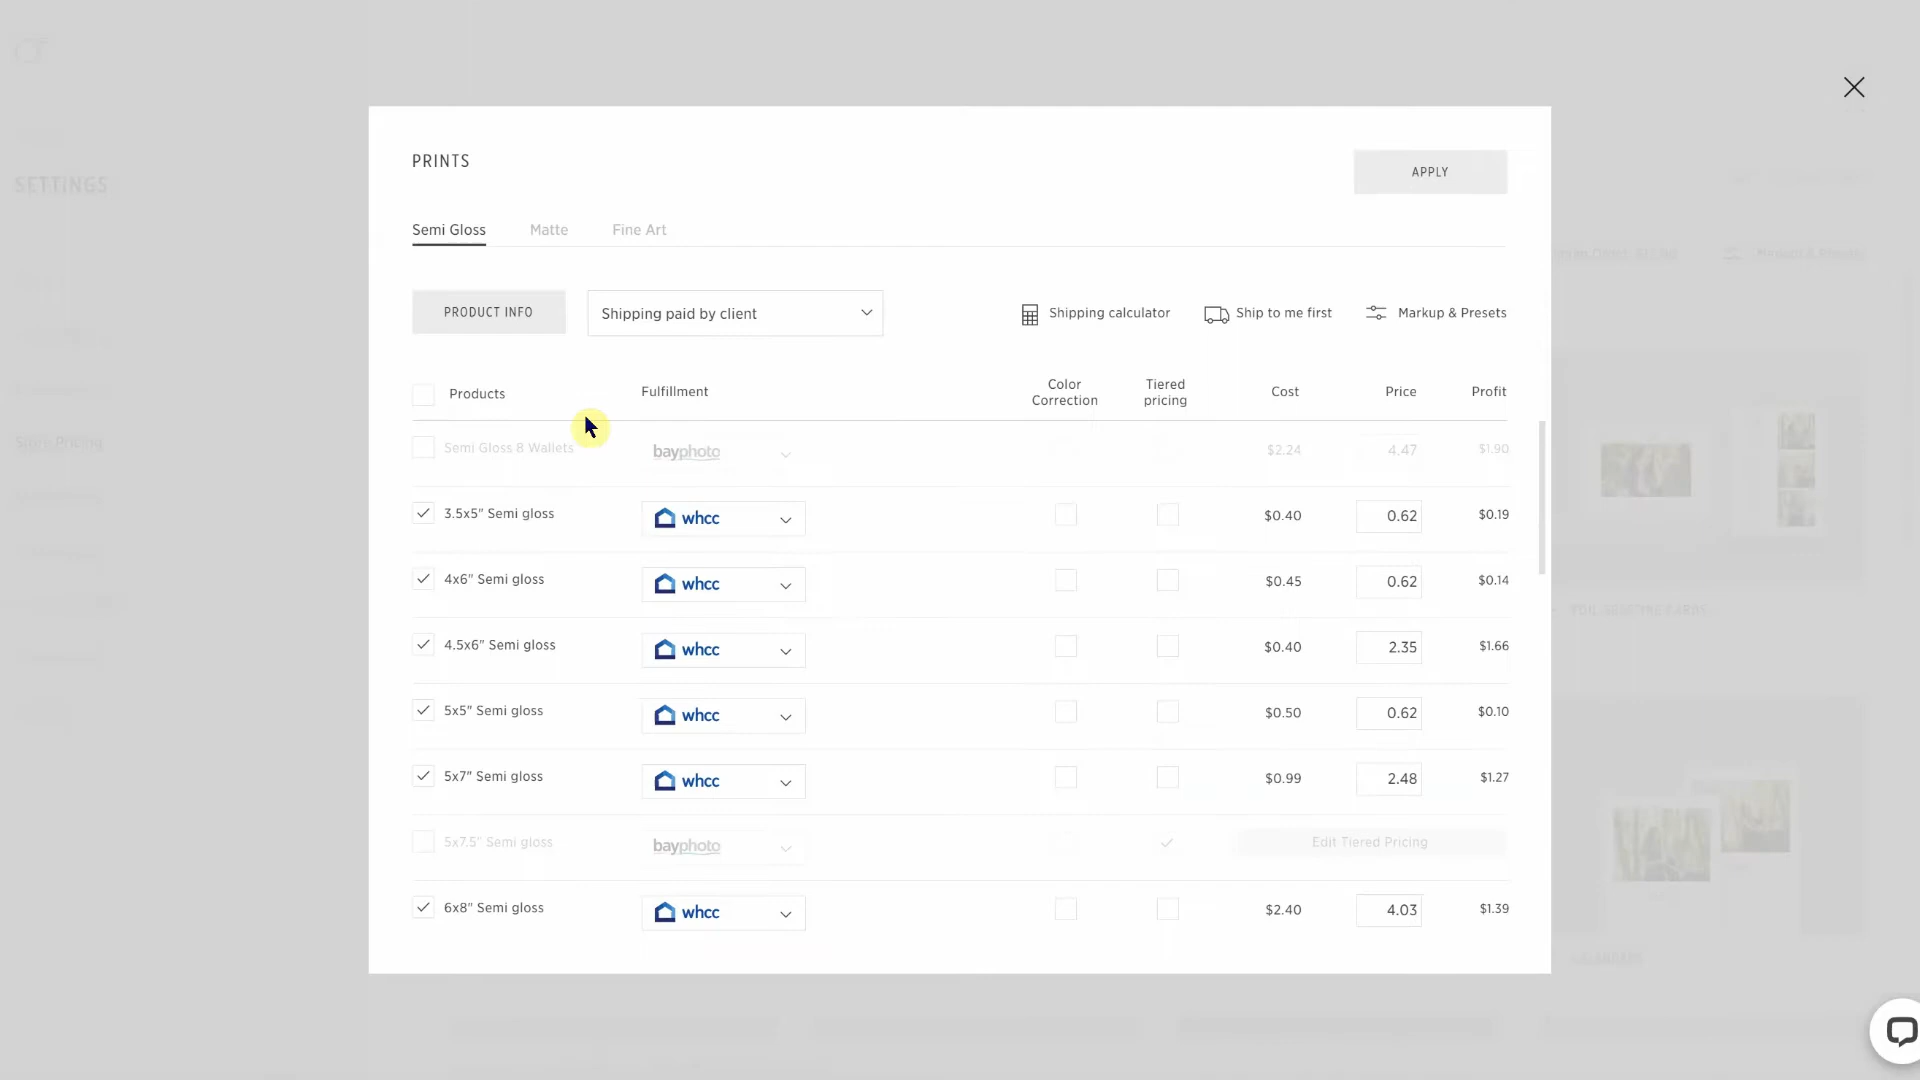 SETTINGS
PRINTS
APPLY
Semi Gloss
Matte
Fine Art
PRODUCT INFO
Shipping paid by client
Shipping calculator
Ship to me first
Markup & Presets
Products
Fulfillment
Color
Correction
Tiered
pricing
Cost
Price
Profit
Semi Gloss 8 Wallets
bayphoto
$2.24
4.47
$1.90
3.5x5" Semi gloss
whcc
$0.40
0.62
$0.19
4x6" Semi gloss
whcc
$0.45
0.62
$0.14
4.5x6" Semi gloss
whcc
$0.40
2.35
$1.66
5x5" Semi gloss
whcc
$0.50
0.62
$0.10
5x7" Semi gloss
whcc
$0.99
2.48
$1.27
5x7.5" Semi gloss
bayphoto
Edit Tiered Pricing
6x8" Semi gloss
whcc
$2.40
4.03
$1.39
Store Pricing
Markup & Presets